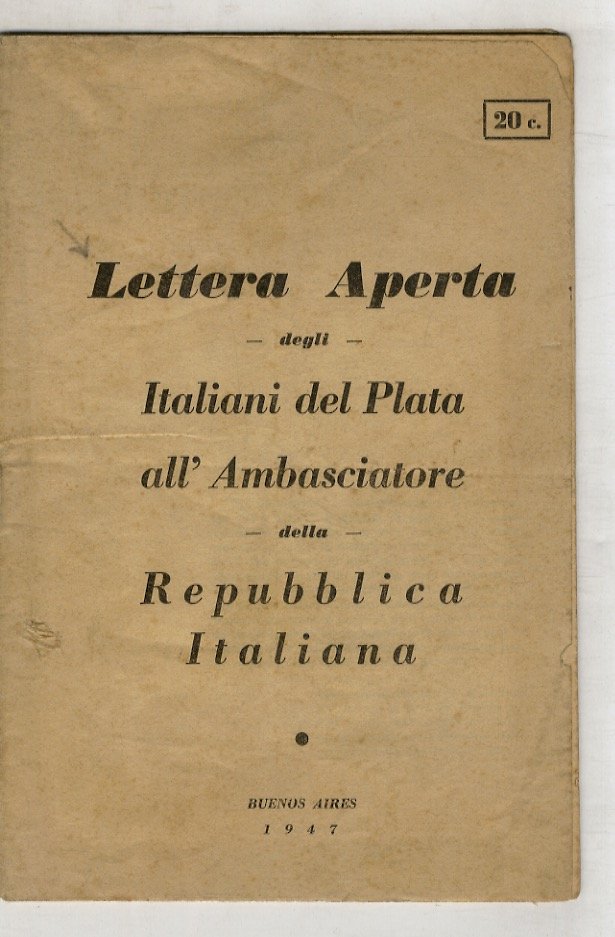 20 c.
Lettera Aperta
— degli —
Italiani del Plata
all' Ambasciatore
— della —
Repubblica
Italiana
●
BUENOS AIRES
1947